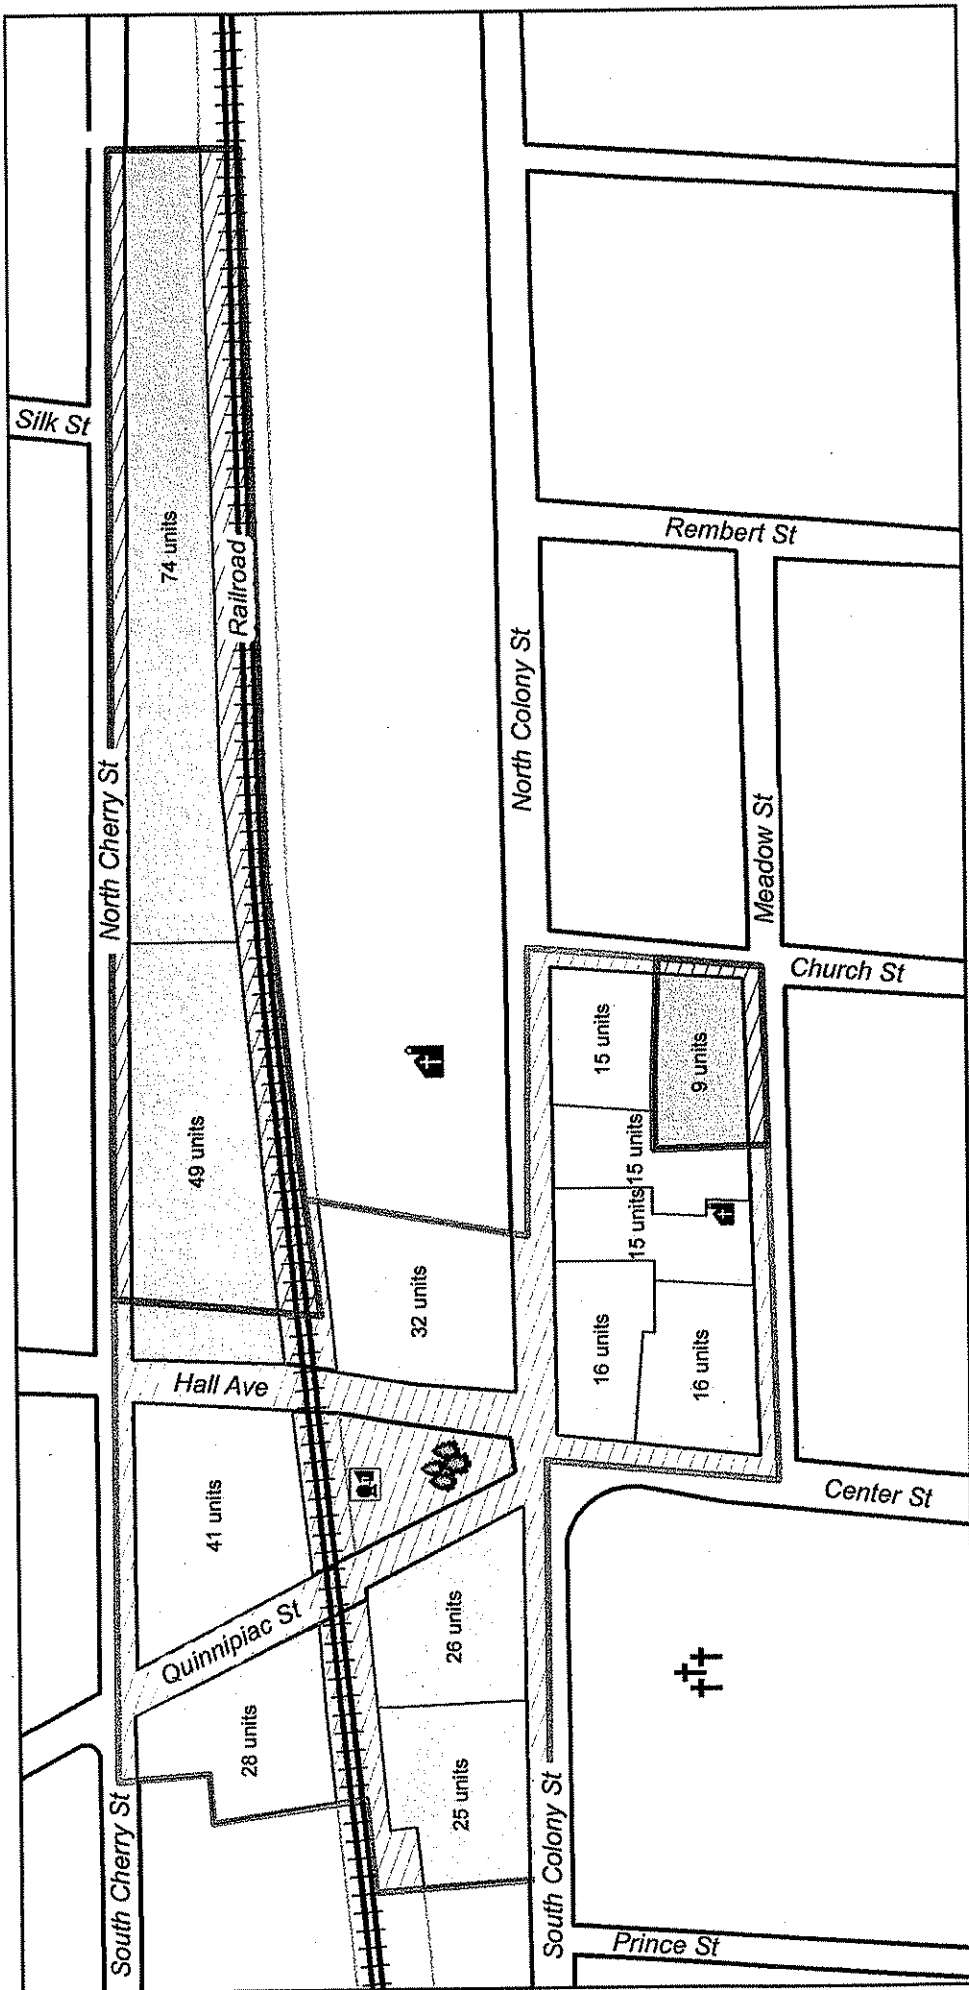 Silk St
74 units
Railroad
Rembert St
North Colony St
North Cherry St
Meadow St
Church St
15 units
9 units
49 units
15 units
15 units
32 units
16 units
16 units
Hall Ave
Center St
41 units
Quinnipiac St
26 units
28 units
25 units
South Cherry St
South Colony St
Prince St